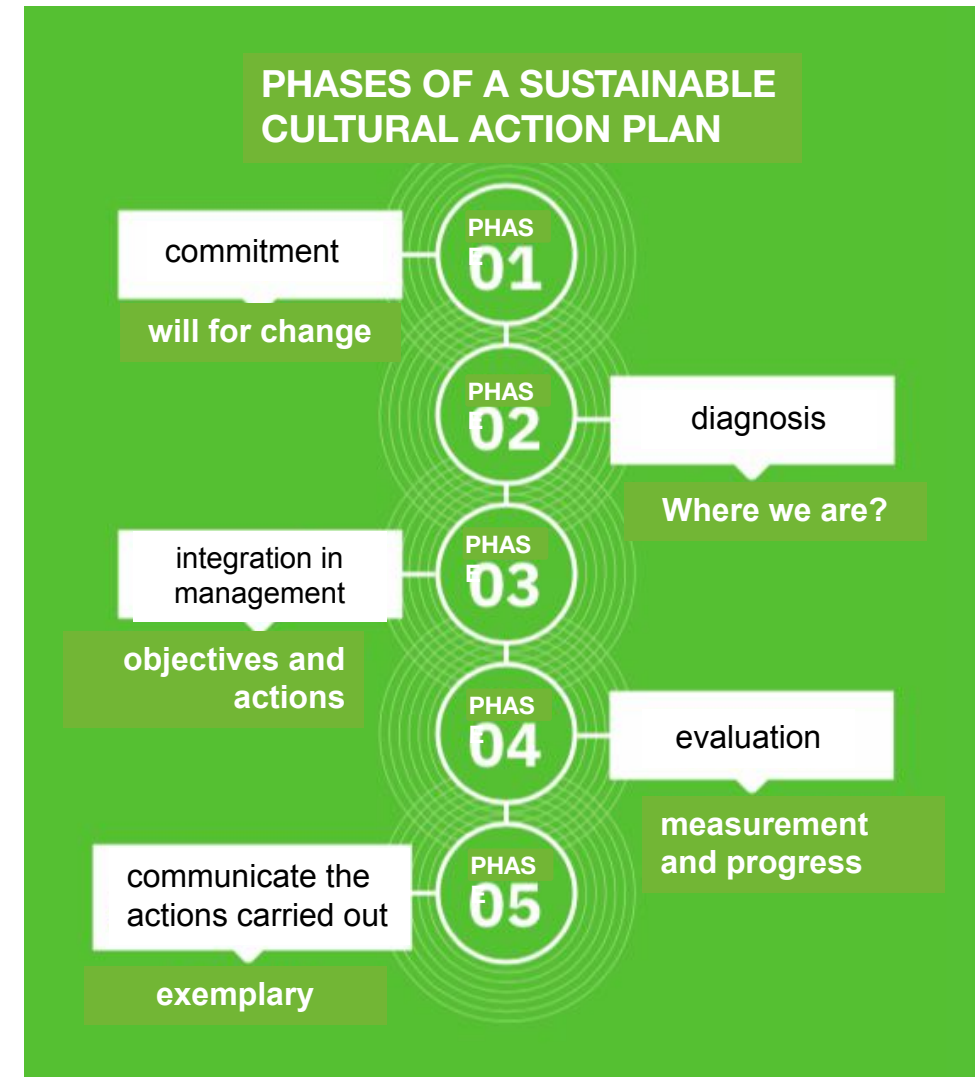 PHASES OF A SUSTAINABLE
CULTURAL ACTION PLAN
PHAS
E
01
commitment
will for change
PHAS
E
02
diagnosis
Where we are?
PHAS
E
03
integration in
management
objectives and
actions
PHAS
E
04
evaluation
measurement
and progress
PHAS
E
05
communicate the
actions carried out
exemplary